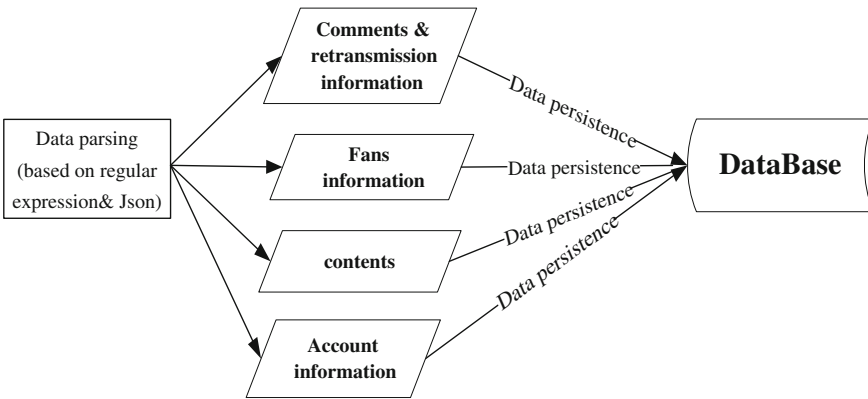 Comments &
retransmission
information
Data persistence
Data parsing
(based on regular
expression& Json)
Fans
information
Data persistence
DataBase
contents
Data persistence
Account
information
Data persistence